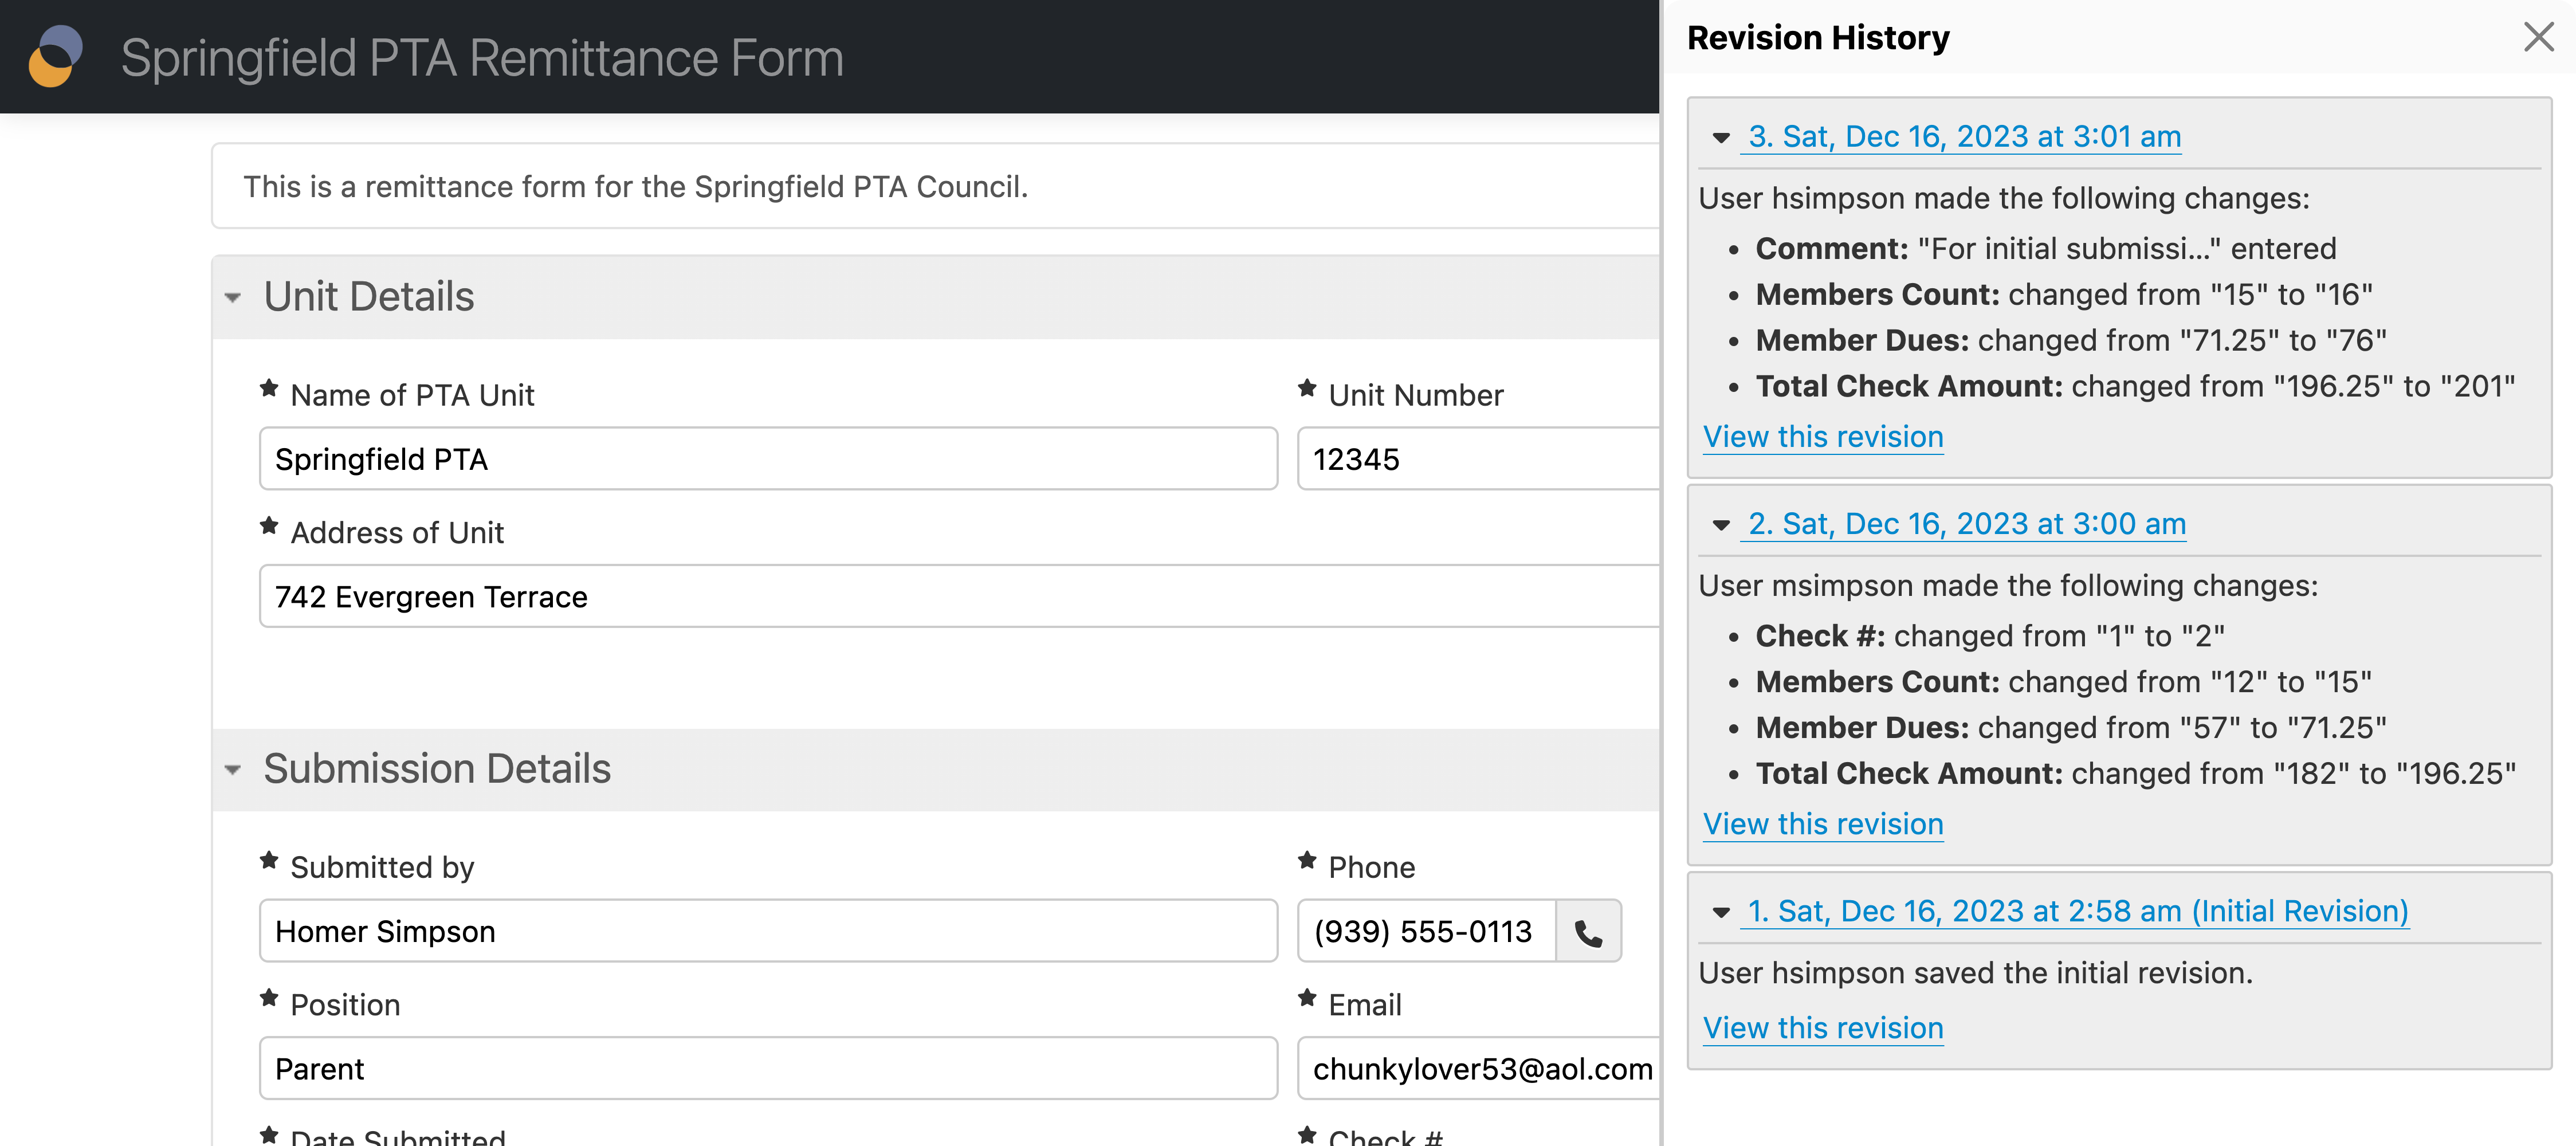 Springfield PTA Remittance Form
This is a remittance form for the Springfield PTA Council.
Unit Details
★ Name of PTA Unit
★ Unit Number
Springfield PTA
12345
★ Address of Unit
742 Evergreen Terrace
Submission Details
★ Submitted by
★ Phone
Homer Simpson
(939) 555-0113
★ Position
★ Email
Parent
chunkylover53@aol.com
★ Date Submitted
★ Check #
Revision History
3. Sat, Dec 16, 2023 at 3:01 am
User hsimpson made the following changes:
• Comment: "For initial submissi..." entered
• Members Count: changed from "15" to "16"
• Member Dues: changed from "71.25" to "76"
• Total Check Amount: changed from "196.25" to "201"
View this revision
2. Sat, Dec 16, 2023 at 3:00 am
User msimpson made the following changes:
• Check #: changed from "1" to "2"
• Members Count: changed from "12" to "15"
• Member Dues: changed from "57" to "71.25"
• Total Check Amount: changed from "182" to "196.25"
View this revision
1. Sat, Dec 16, 2023 at 2:58 am (Initial Revision)
User hsimpson saved the initial revision.
View this revision